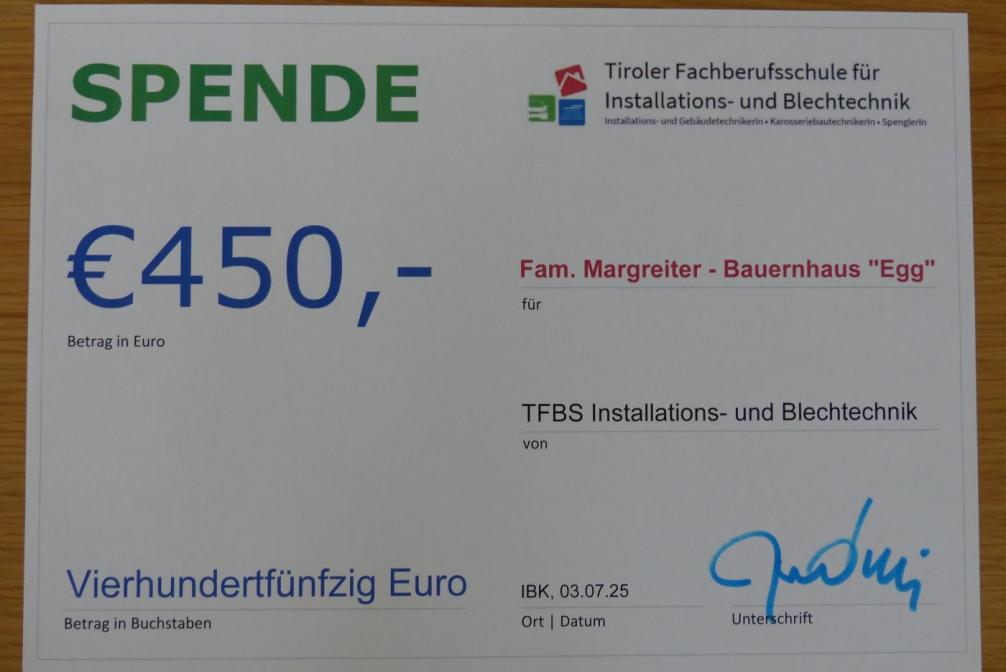 SPENDE
Tiroler Fachberufsschule für
Installations- und Blechtechnik
Installations- und GebäudetechnikerIn • KarosseriebautechnikerIn • SpenglerIn
€450,-
Betrag in Euro
Fam. Margreiter - Bauernhaus "Egg"
für
TFBS Installations- und Blechtechnik
von
Vierhundertfünfzig Euro
Betrag in Buchstaben
IBK, 03.07.25
Ort | Datum
Unterschrift